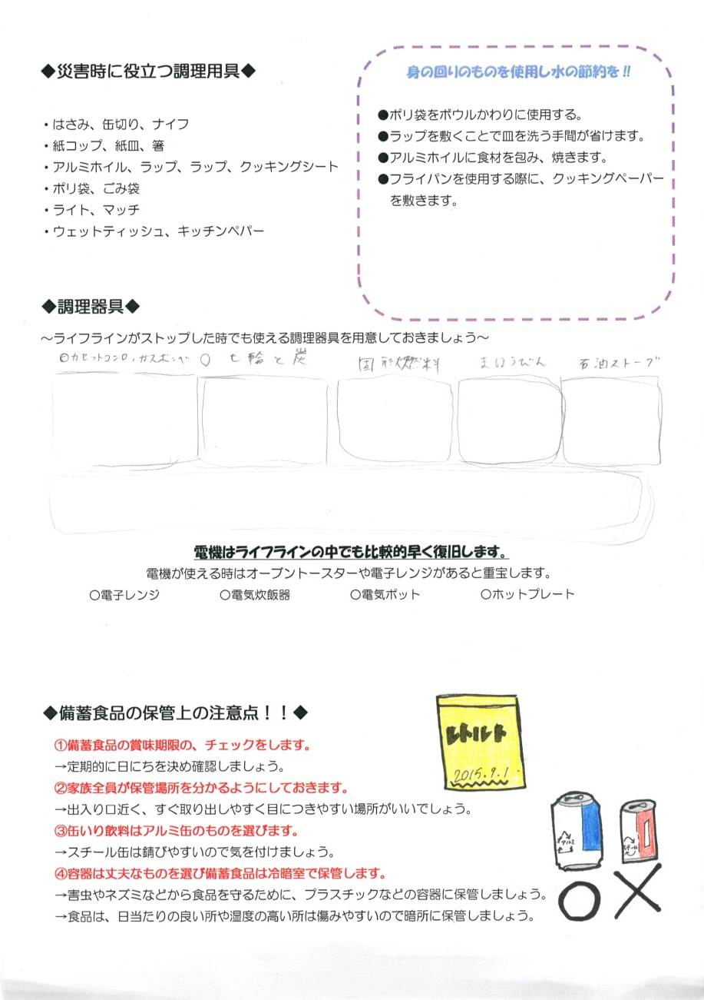 ◆災害時に役立つ調理用具◆
・はさみ、缶切り、ナイフ
・紙コップ、紙皿、箸
・アルミホイル、ラップ、ラップ、クッキングシート
・ポリ袋、ごみ袋
・ライト、マッチ
・ウェットティッシュ、キッチンペパー
身の回りのものを使用し水の節約を!!
●ポリ袋をボウルかわりに使用する。
●ラップを敷くことで皿を洗う手間が省けます。
●アルミホイルに食材を包み、焼きます。
●フライパンを使用する際に、クッキングペーパー
を敷きます。
◆調理器具◆
～ライフラインがストップした時でも使える調理器具を用意しておきましょう～
○カセットコンロ,ガスボンベ ○ 七輪と炭 固形燃料 まほうびん 石油ストーブ
電機はライフラインの中でも比較的早く復旧します。
電機が使える時はオーブントースターや電子レンジがあると重宝します。
○電子レンジ ○電気炊飯器 ○電気ポット ○ホットプレート
◆備蓄食品の保管上の注意点！！◆
①備蓄食品の賞味期限の、チェックをします。
→定期的に日にちを決め確認しましょう。
②家族全員が保管場所を分かるようにしておきます。
→出入り口近く、すぐ取り出しやすく目につきやすい場所がいいでしょう。
③缶いり飲料はアルミ缶のものを選びます。
→スチール缶は錆びやすいので気を付けましょう。
④容器は丈夫なものを選び備蓄食品は冷暗室で保管します。
→害虫やネズミなどから食品を守るために、プラスチックなどの容器に保管しましょう。
→食品は、日当たりの良い所や湿度の高い所は傷みやすいので暗所に保管しましょう。
レトルト
2015.9.1
アルミ
スチール